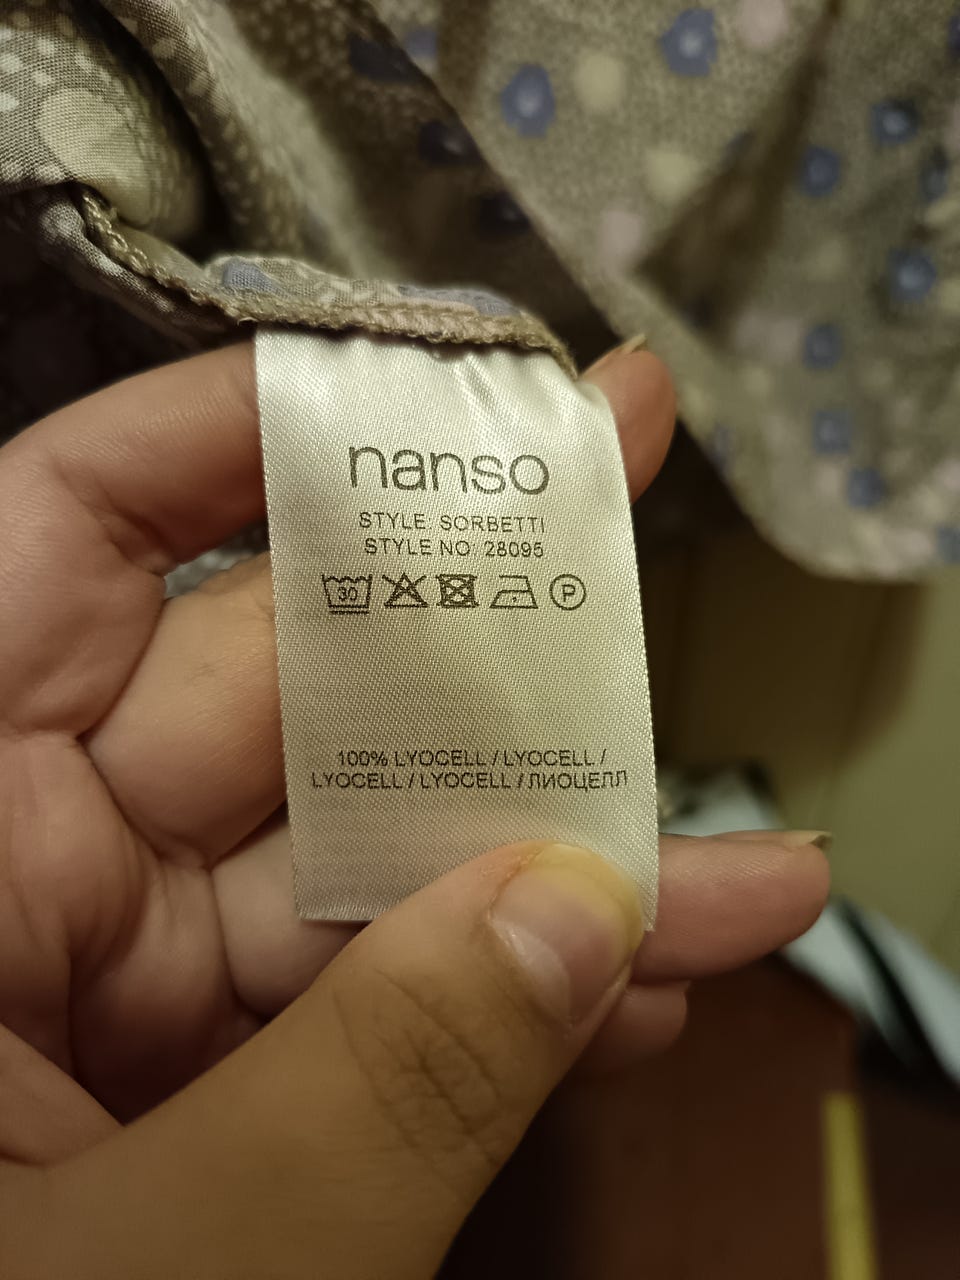 nanso
STYLE SORBETTI
STYLE NO 28095
30 P
100% LYOCELL / LYOCELL /
LYOCELL / LYOCELL / ЛИОЦЕЛЛ